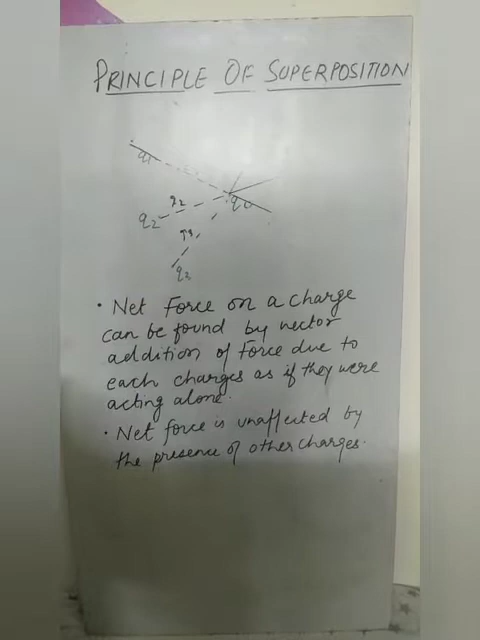 PRINCIPLE OF SUPERPOSITION
q1
r2
q0
q2
q3
• Net Force on a charge
can be found by vector
addition of force due to
each charges as if they were
acting alone.
• Net force is unaffected by
the presence of other charges.